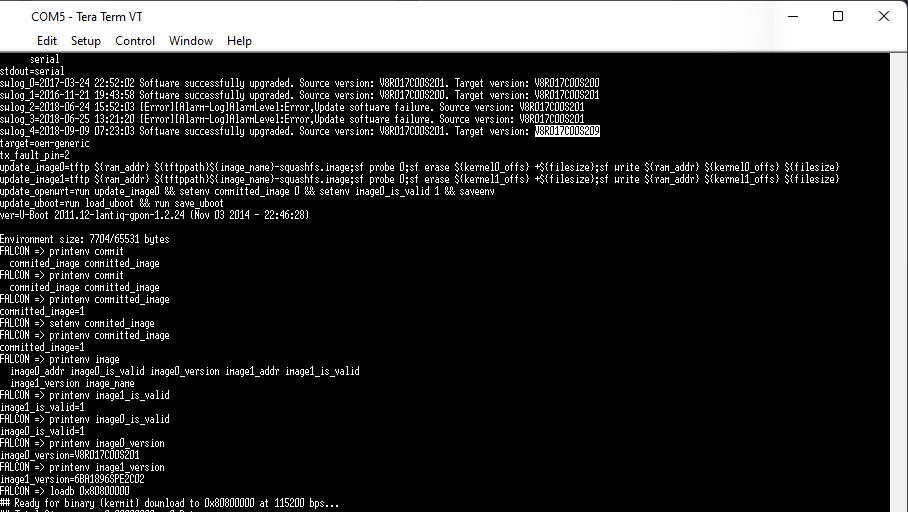 COM5 - Tera Term VT
Edit Setup Control Window Help
serial
stdout=serial
swlog_0=2017-03-24 22:52:02 Software successfully upgraded. Source version: V8R017C00S201. Target version: V8R017C00S200
swlog_1=2016-11-21 19:43:58 Software successfully upgraded. Source version: V8R017C00S200. Target version: V8R017C00S201
swlog_2=2018-06-24 15:52:03 [Error][Alarm-Log]AlarmLevel:Error,Update software failure. Source version: V8R017C00S201
swlog_3=2018-06-25 13:21:20 [Error][Alarm-Log]AlarmLevel:Error,Update software failure. Source version: V8R017C00S201
swlog_4=2018-09-09 07:23:03 Software successfully upgraded. Source version: V8R017C00S201. Target version: V8R017C00S209
target=oem-generic
tx_fault_pin=2
update_image0=tftp ${ram_addr} ${tftppath}${image_name}-squashfs.image;sf probe 0;sf erase ${kernel0_offs} +${filesize};sf write ${ram_addr} ${kernel0_offs} ${filesize}
update_image1=tftp ${ram_addr} ${tftppath}${image_name}-squashfs.image;sf probe 0;sf erase ${kernel1_offs} +${filesize};sf write ${ram_addr} ${kernel1_offs} ${filesize}
update_openwrt=run update_image0 && setenv committed_image 0 && setenv image0_is_valid 1 && saveenv
update_uboot=run load_uboot && run save_uboot
ver=U-Boot 2011.12-lantiq-gpon-1.2.24 (Nov 03 2014 - 22:46:28)
Environment size: 7704/65531 bytes
FALCON => printenv commit
commited_image committed_image
FALCON => printenv commit
commited_image committed_image
FALCON => printenv committed_image
committed_image=1
FALCON => setenv commited_image
FALCON => printenv committed_image
committed_image=1
FALCON => printenv image
image0_addr image0_is_valid image0_version image1_addr image1_is_valid
image1_version image_name
FALCON => printenv image1_is_valid
image1_is_valid=1
FALCON => printenv image0_is_valid
image0_is_valid=1
FALCON => printenv image0_version
image0_version=V8R017C00S201
FALCON => printenv image1_version
image1_version=6BA1896SPE2C02
FALCON => loadb 0x80800000
## Ready for binary (kermit) download to 0x80800000 at 115200 bps...